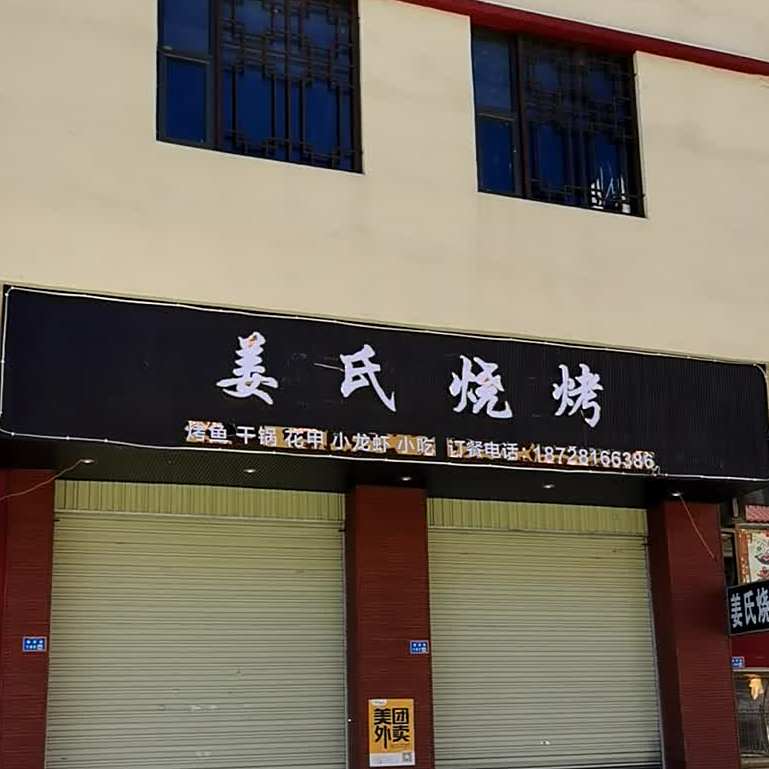 姜氏烧烤
烤鱼 干锅 花甲 小龙虾 小吃 订餐电话:18728166386
姜氏烧
美团
外卖